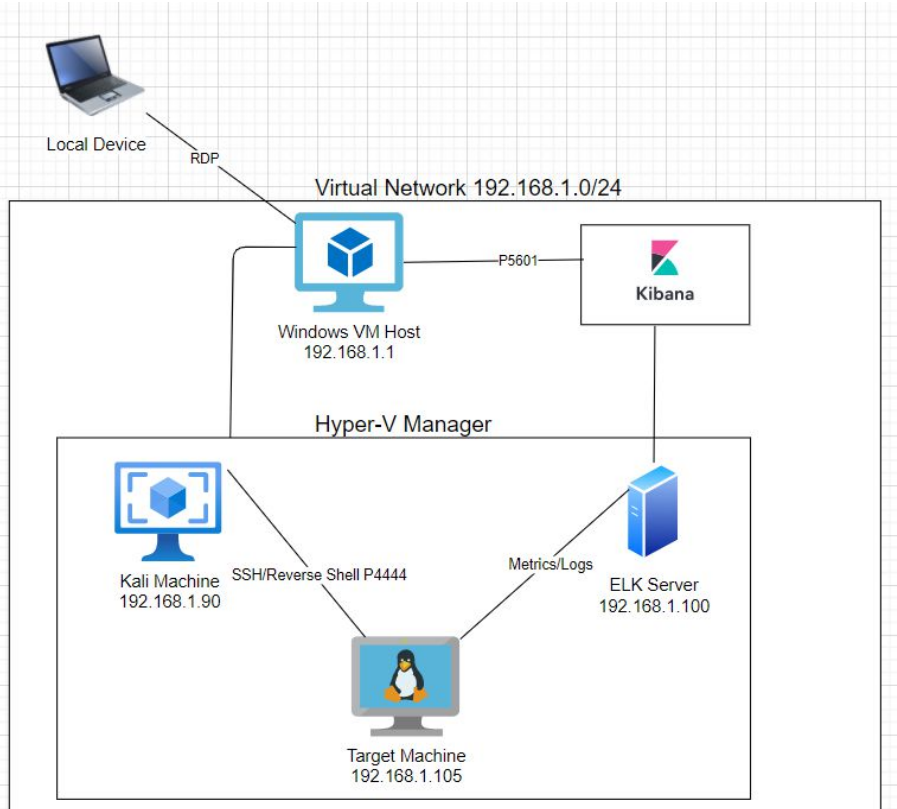 Local Device
RDP
Virtual Network 192.168.1.0/24
P5601
Kibana
Windows VM Host
192.168.1.1
Hyper-V Manager
Kali Machine
192.168.1.90
SSH/Reverse Shell P4444
Metrics/Logs
ELK Server
192.168.1.100
Target Machine
192.168.1.105